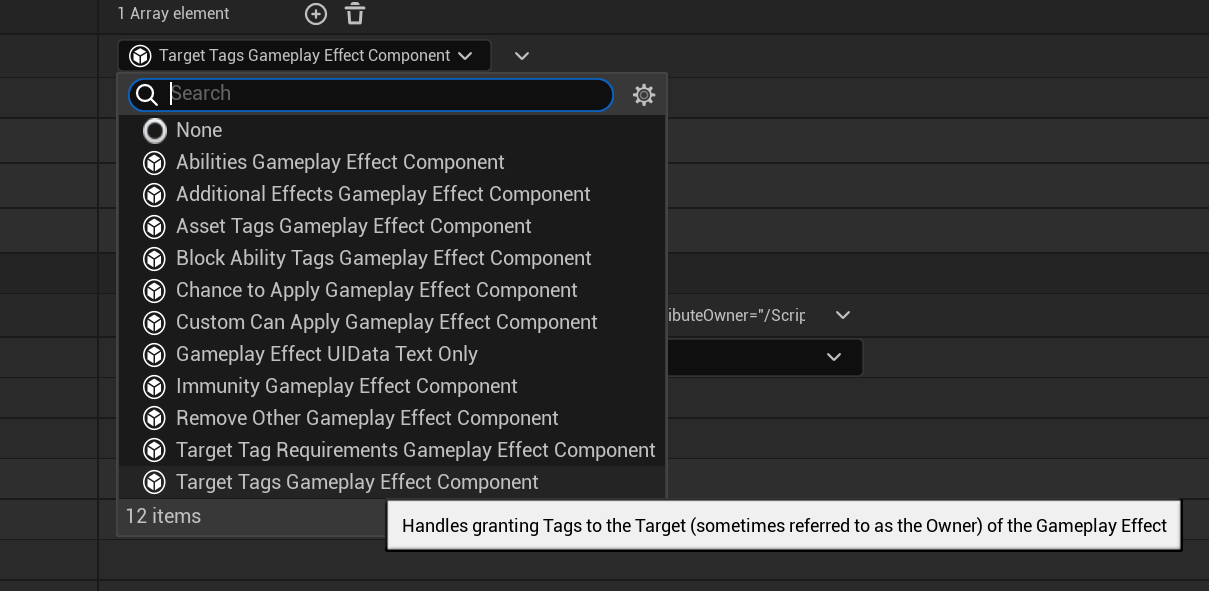 1 Array element
Target Tags Gameplay Effect Component
Search
None
Abilities Gameplay Effect Component
Additional Effects Gameplay Effect Component
Asset Tags Gameplay Effect Component
Block Ability Tags Gameplay Effect Component
Chance to Apply Gameplay Effect Component
Custom Can Apply Gameplay Effect Component
ibuteOwner="/Scrip
Gameplay Effect UIData Text Only
Immunity Gameplay Effect Component
Remove Other Gameplay Effect Component
Target Tag Requirements Gameplay Effect Component
Target Tags Gameplay Effect Component
12 items
Handles granting Tags to the Target (sometimes referred to as the Owner) of the Gameplay Effect